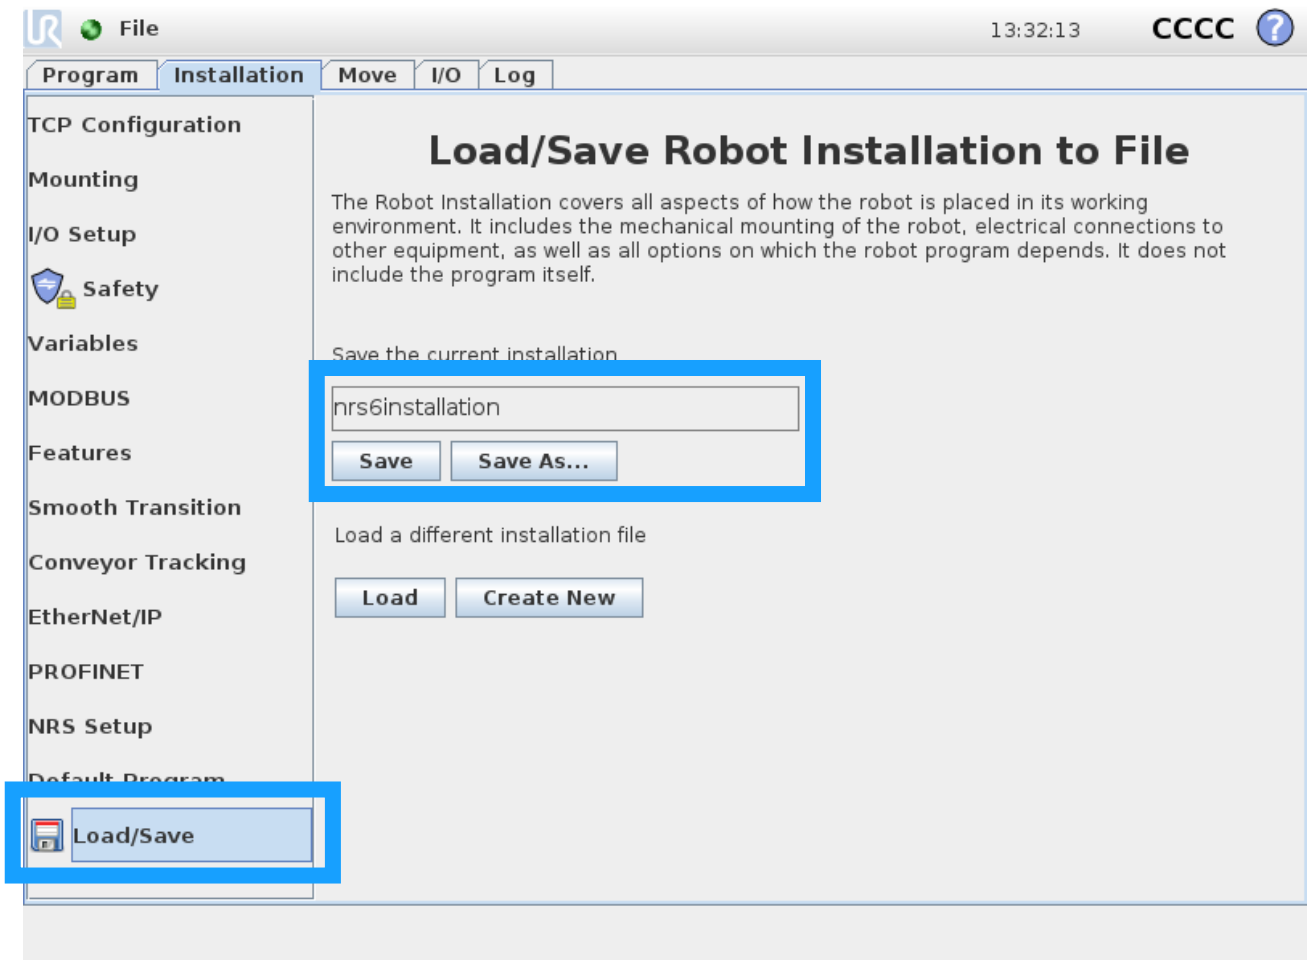 UR File 13:32:13 CCCC ?
Program Installation Move I/O Log
TCP Configuration
Mounting
I/O Setup
Safety
Variables
MODBUS
Features
Smooth Transition
Conveyor Tracking
EtherNet/IP
PROFINET
NRS Setup
Default Program
Load/Save
Load/Save Robot Installation to File
The Robot Installation covers all aspects of how the robot is placed in its working
environment. It includes the mechanical mounting of the robot, electrical connections to
other equipment, as well as all options on which the robot program depends. It does not
include the program itself.
Save the current installation
nrs6installation
Save Save As...
Load a different installation file
Load Create New